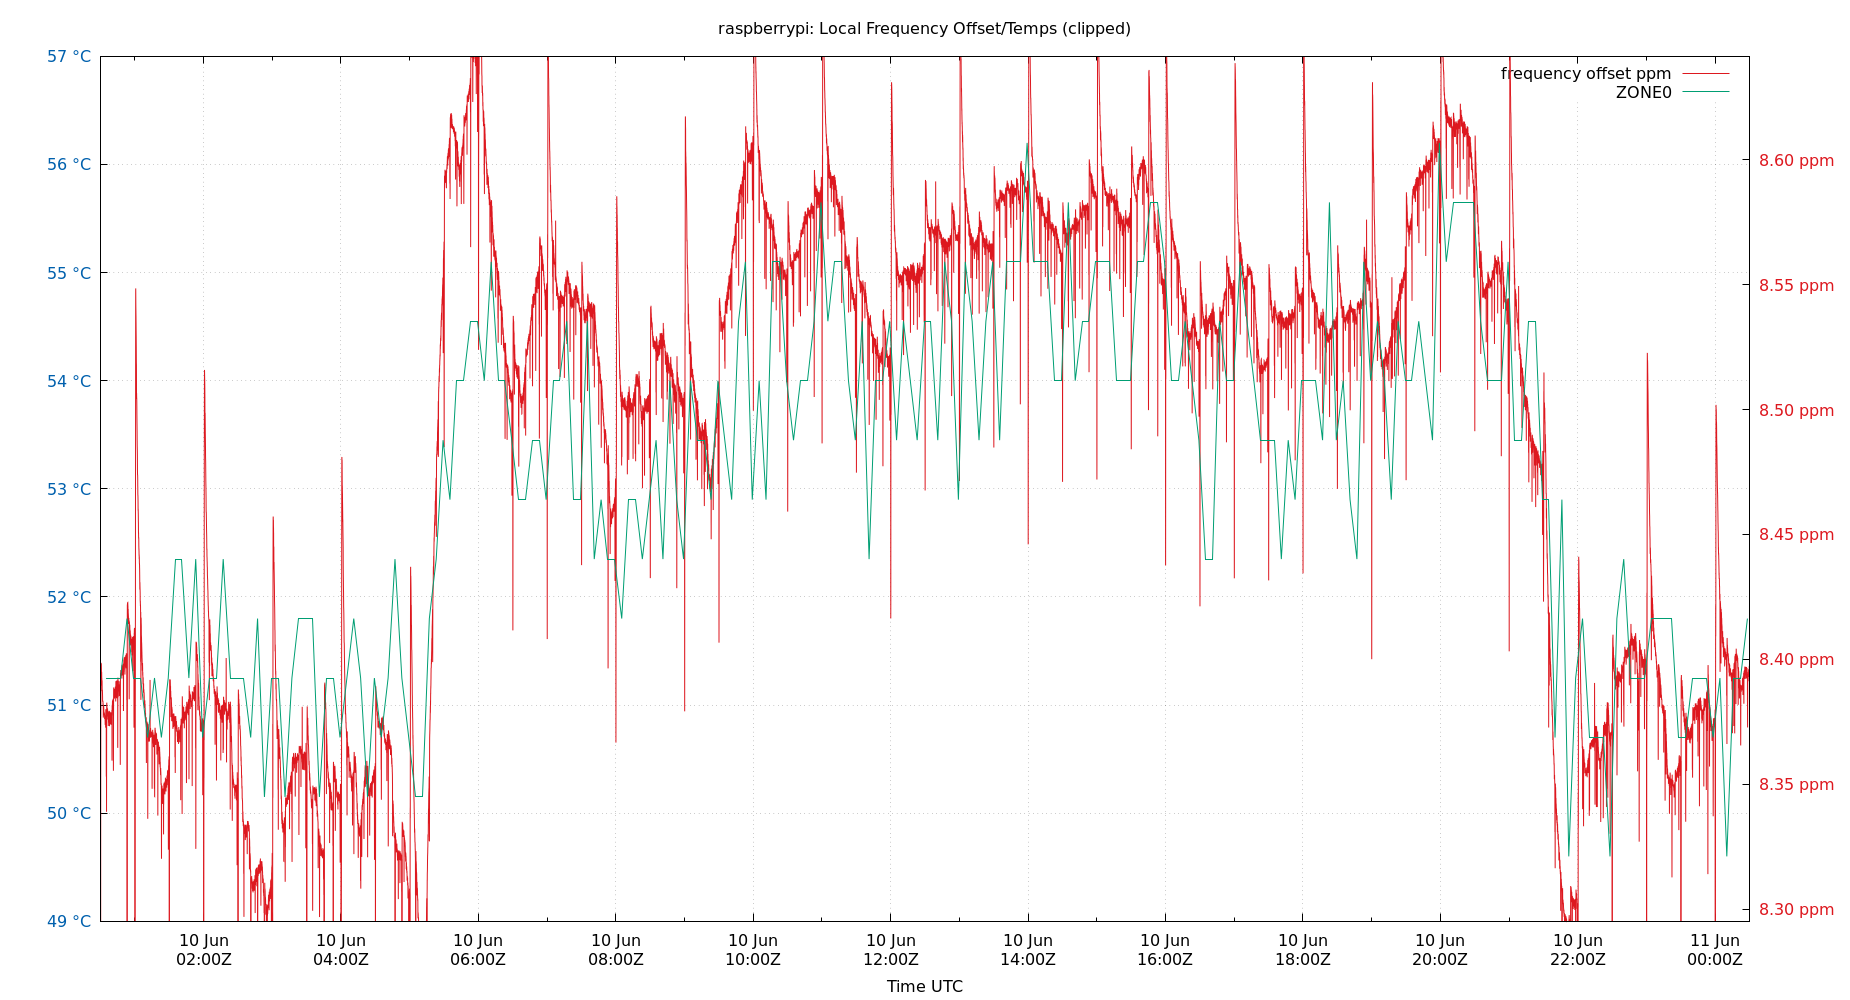 raspberrypi: Local Frequency Offset/Temps (clipped)
57 °C
frequency offset ppm
ZONE0
56 °C
8.60 ppm
55 °C
8.55 ppm
54 °C
8.50 ppm
53 °C
8.45 ppm
52 °C
8.40 ppm
51 °C
8.35 ppm
50 °C
8.30 ppm
49 °C
10 Jun 10 Jun 10 Jun 10 Jun 10 Jun 10 Jun 10 Jun 10 Jun 10 Jun 10 Jun 10 Jun 11 Jun
02:00Z 04:00Z 06:00Z 08:00Z 10:00Z 12:00Z 14:00Z 16:00Z 18:00Z 20:00Z 22:00Z 00:00Z
Time UTC